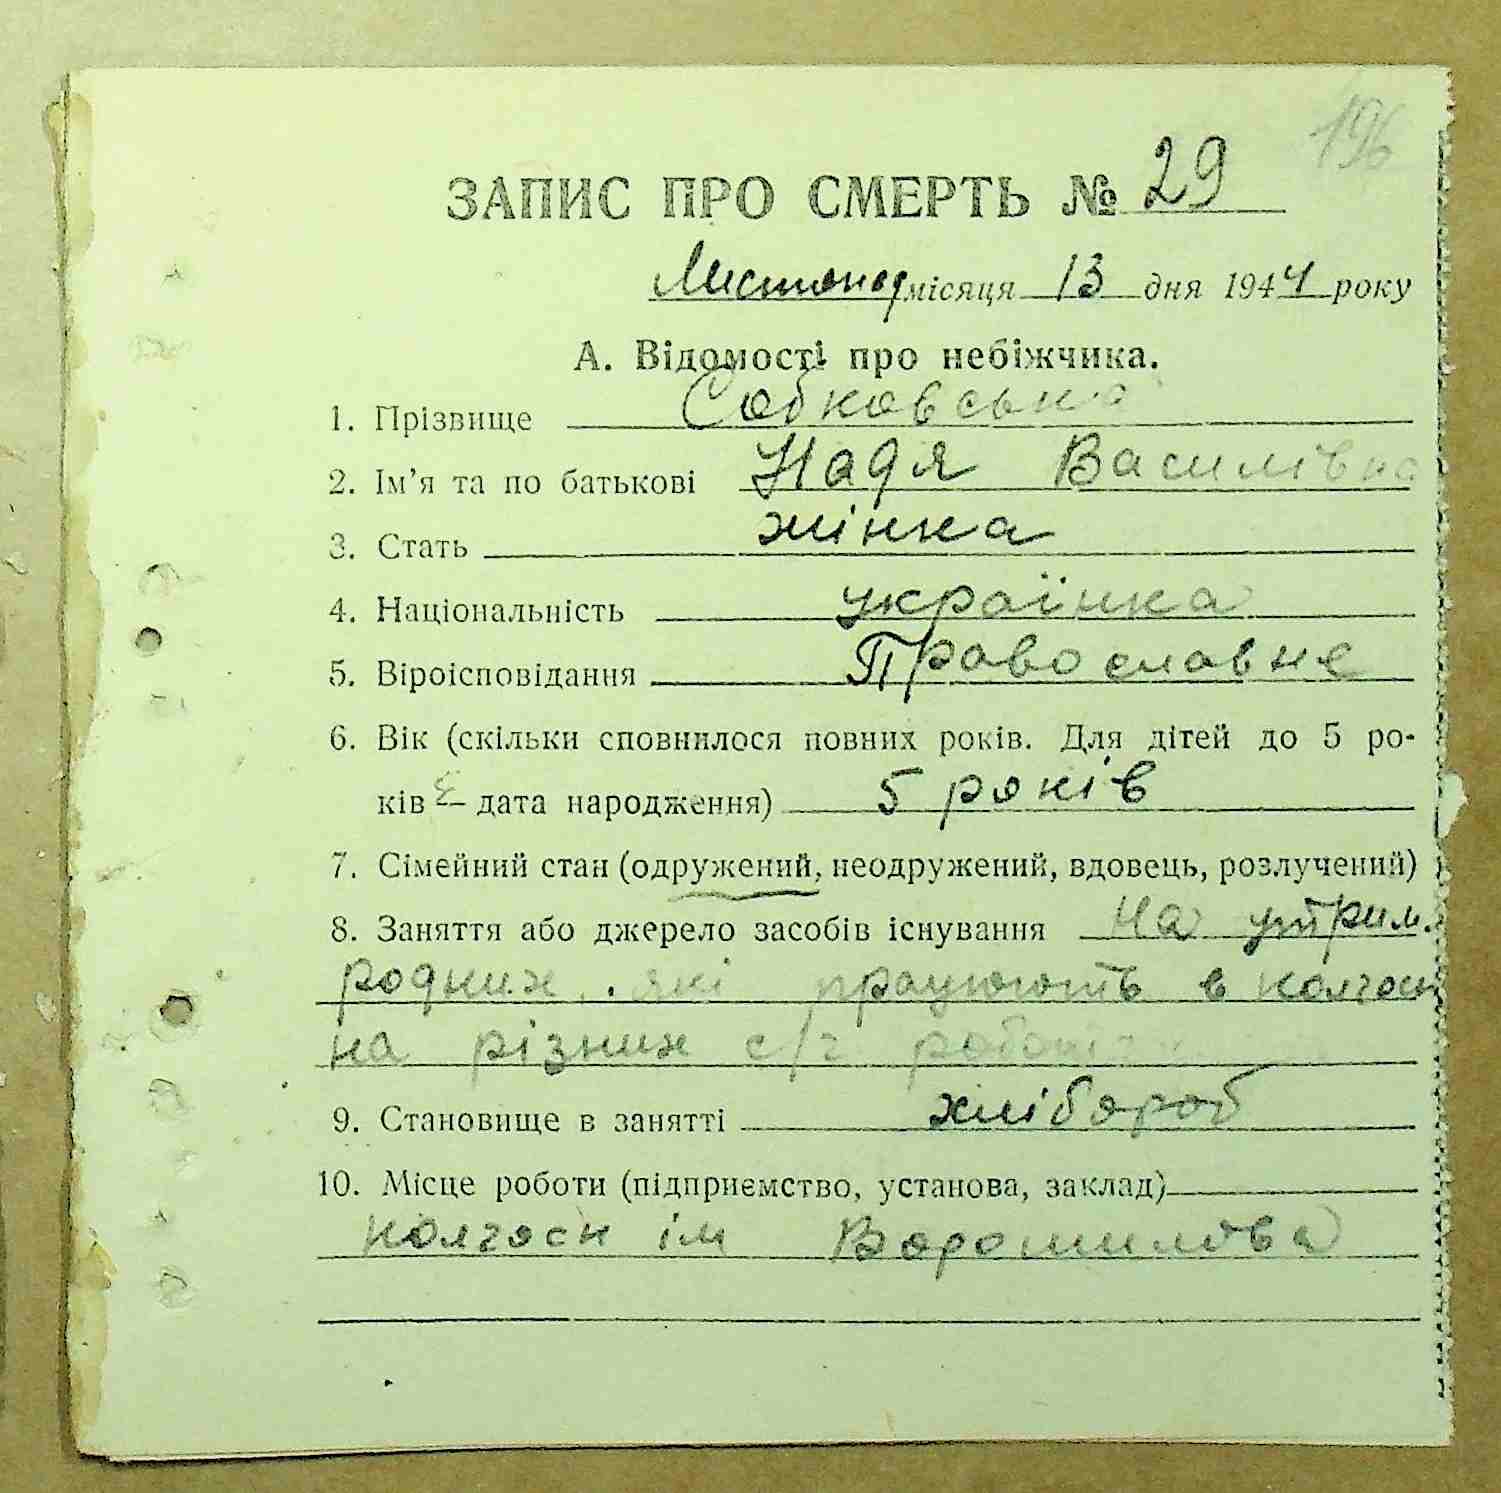 196
ЗАПИС ПРО СМЕРТЬ № 29
Листопад місяця 13 дня 1944 року
А. Відомості про небіжчика.
1. Прізвище Собковська
2. Ім’я та по батькові Надя Василівна
3. Стать жінка
4. Національність українка
5. Віроісповідання Православне
6. Вік (скільки сповнилося повних років. Для дітей до 5 ро-
ків — дата народження) 5 років
7. Сімейний стан (одружений, неодружений, вдовець, розлучений)
8. Заняття або джерело засобів існування на утрим.
родних які працюють в колгосп
на різних с/г роботах
9. Становище в занятті хлібороб
10. Місце роботи (підприємство, установа, заклад)
колгосп ім Ворошилова